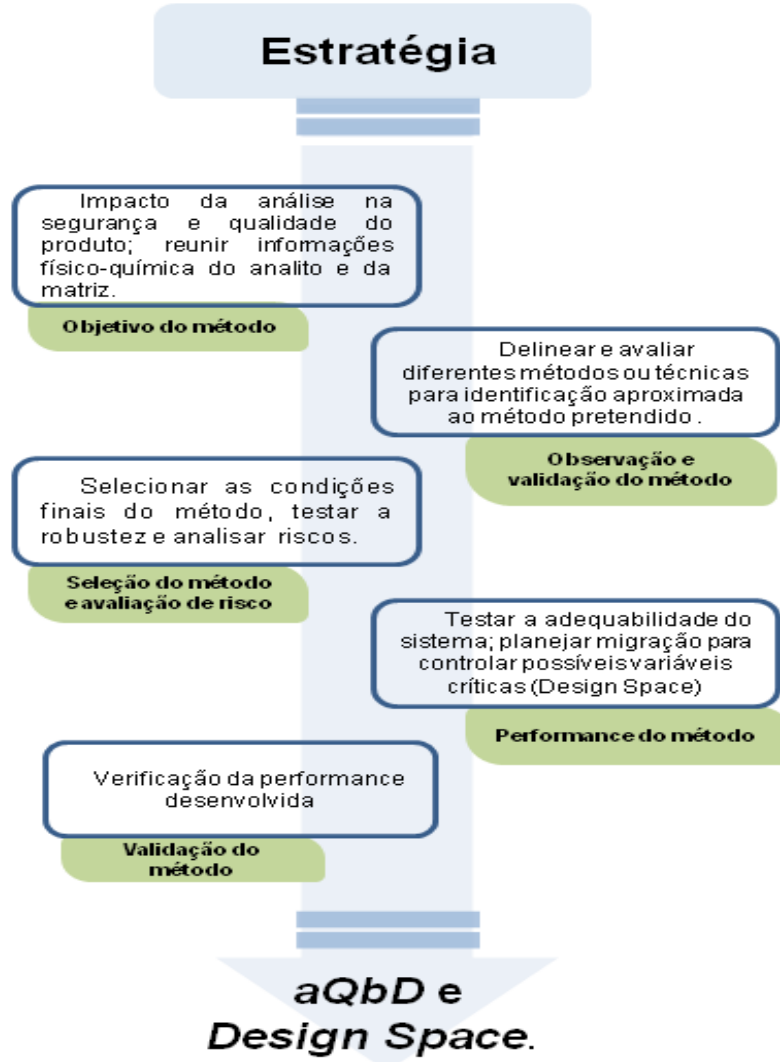 Estratégia
Impacto da análise na
segurança e qualidade do
produto; reunir informações
físico-química do analito e da
matriz.
Objetivo do método
Delinear e avaliar
diferentes métodos ou técnicas
para identificação aproximada
ao método pretendido .
Observação e
validação do método
Selecionar as condições
finais do método, testar a
robustez e analisar riscos.
Seleção do método
e avaliação de risco
Testar a adequabilidade do
sistema; planejar migração para
controlar possíveis variáveis
críticas (Design Space)
Performance do método
Verificação da performance
desenvolvida
Validação do
método
aQbD e
Design Space.